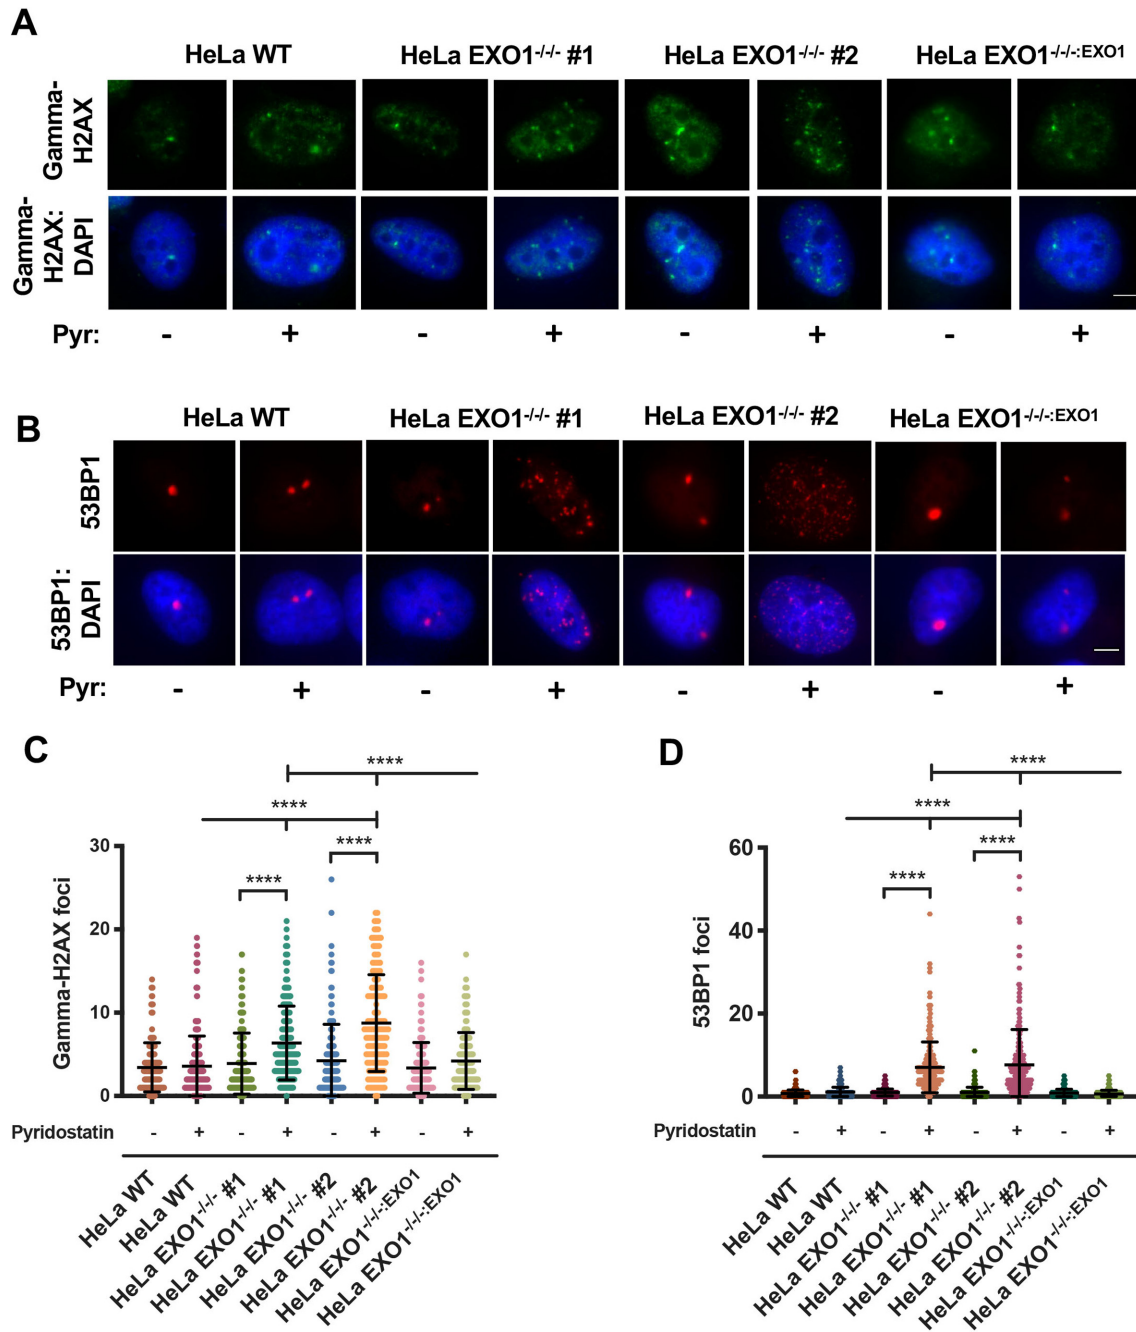 A
HeLa WT
HeLa EXO1-/-/- #1
HeLa EXO1-/-/- #2
HeLa EXO1-/-/-:EXO1
Gamma-
H2AX
Gamma-
H2AX:
DAPI
Pyr: - + - + - + - +
B
HeLa WT
HeLa EXO1-/-/- #1
HeLa EXO1-/-/- #2
HeLa EXO1-/-/-:EXO1
53BP1
53BP1:
DAPI
Pyr: - + - + - + - +
C
****
****
****
****
Gamma-H2AX foci
30
20
10
0
Pyridostatin - + - + - + - +
HeLa WT
HeLa WT
HeLa EXO1-/-/- #1
HeLa EXO1-/-/- #1
HeLa EXO1-/-/- #2
HeLa EXO1-/-/- #2
HeLa EXO1-/-/-:EXO1
HeLa EXO1-/-/-:EXO1
D
****
****
****
****
53BP1 foci
60
40
20
0
Pyridostatin - + - + - + - +
HeLa WT
HeLa WT
HeLa EXO1-/-/- #1
HeLa EXO1-/-/- #1
HeLa EXO1-/-/- #2
HeLa EXO1-/-/- #2
HeLa EXO1-/-/-:EXO1
HeLa EXO1-/-/-:EXO1